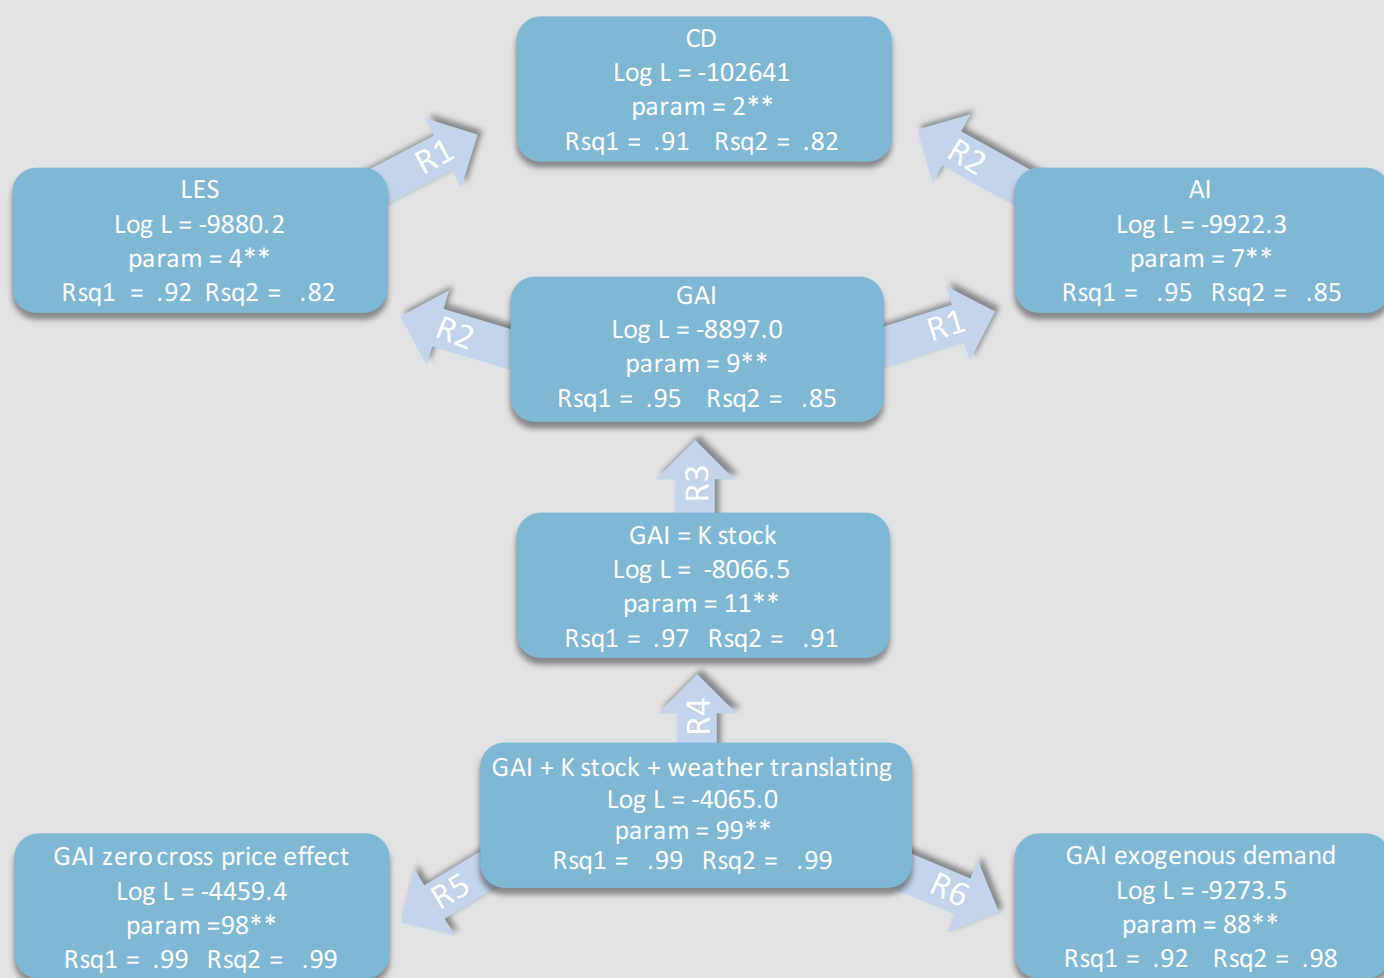 CD
Log L = -102641
param = 2**
Rsq1 = .91 Rsq2 = .82
R1
R2
LES
Log L = -9880.2
param = 4**
Rsq1 = .92 Rsq2 = .82
AI
Log L = -9922.3
param = 7**
Rsq1 = .95 Rsq2 = .85
GAI
Log L = -8897.0
param = 9**
Rsq1 = .95 Rsq2 = .85
R2
R1
R3
GAI = K stock
Log L = -8066.5
param = 11**
Rsq1 = .97 Rsq2 = .91
R4
GAI + K stock + weather translating
Log L = -4065.0
param = 99**
Rsq1 = .99 Rsq2 = .99
R5
R6
GAI zero cross price effect
Log L = -4459.4
param =98**
Rsq1 = .99 Rsq2 = .99
GAI exogenous demand
Log L = -9273.5
param = 88**
Rsq1 = .92 Rsq2 = .98